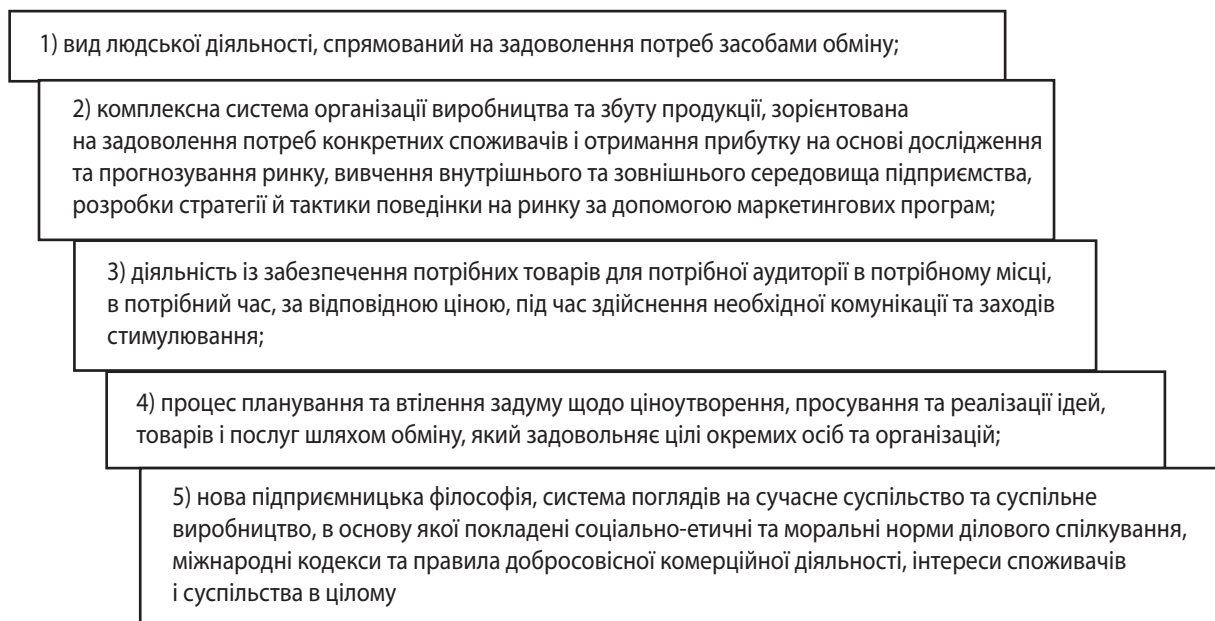 1) вид людської діяльності, спрямований на задоволення потреб засобами обміну;
2) комплексна система організації виробництва та збуту продукції, зорієнтована
на задоволення потреб конкретних споживачів і отримання прибутку на основі дослідження
та прогнозування ринку, вивчення внутрішнього та зовнішнього середовища підприємства,
розробки стратегії й тактики поведінки на ринку за допомогою маркетингових програм;
3) діяльність із забезпечення потрібних товарів для потрібної аудиторії в потрібному місці,
в потрібний час, за відповідною ціною, під час здійснення необхідної комунікації та заходів
стимулювання;
4) процес планування та втілення задуму щодо ціноутворення, просування та реалізації ідей,
товарів і послуг шляхом обміну, який задовольняє цілі окремих осіб та організацій;
5) нова підприємницька філософія, система поглядів на сучасне суспільство та суспільне
виробництво, в основу якої покладені соціально-етичні та моральні норми ділового спілкування,
міжнародні кодекси та правила добросовісної комерційної діяльності, інтереси споживачів
і суспільства в цілому